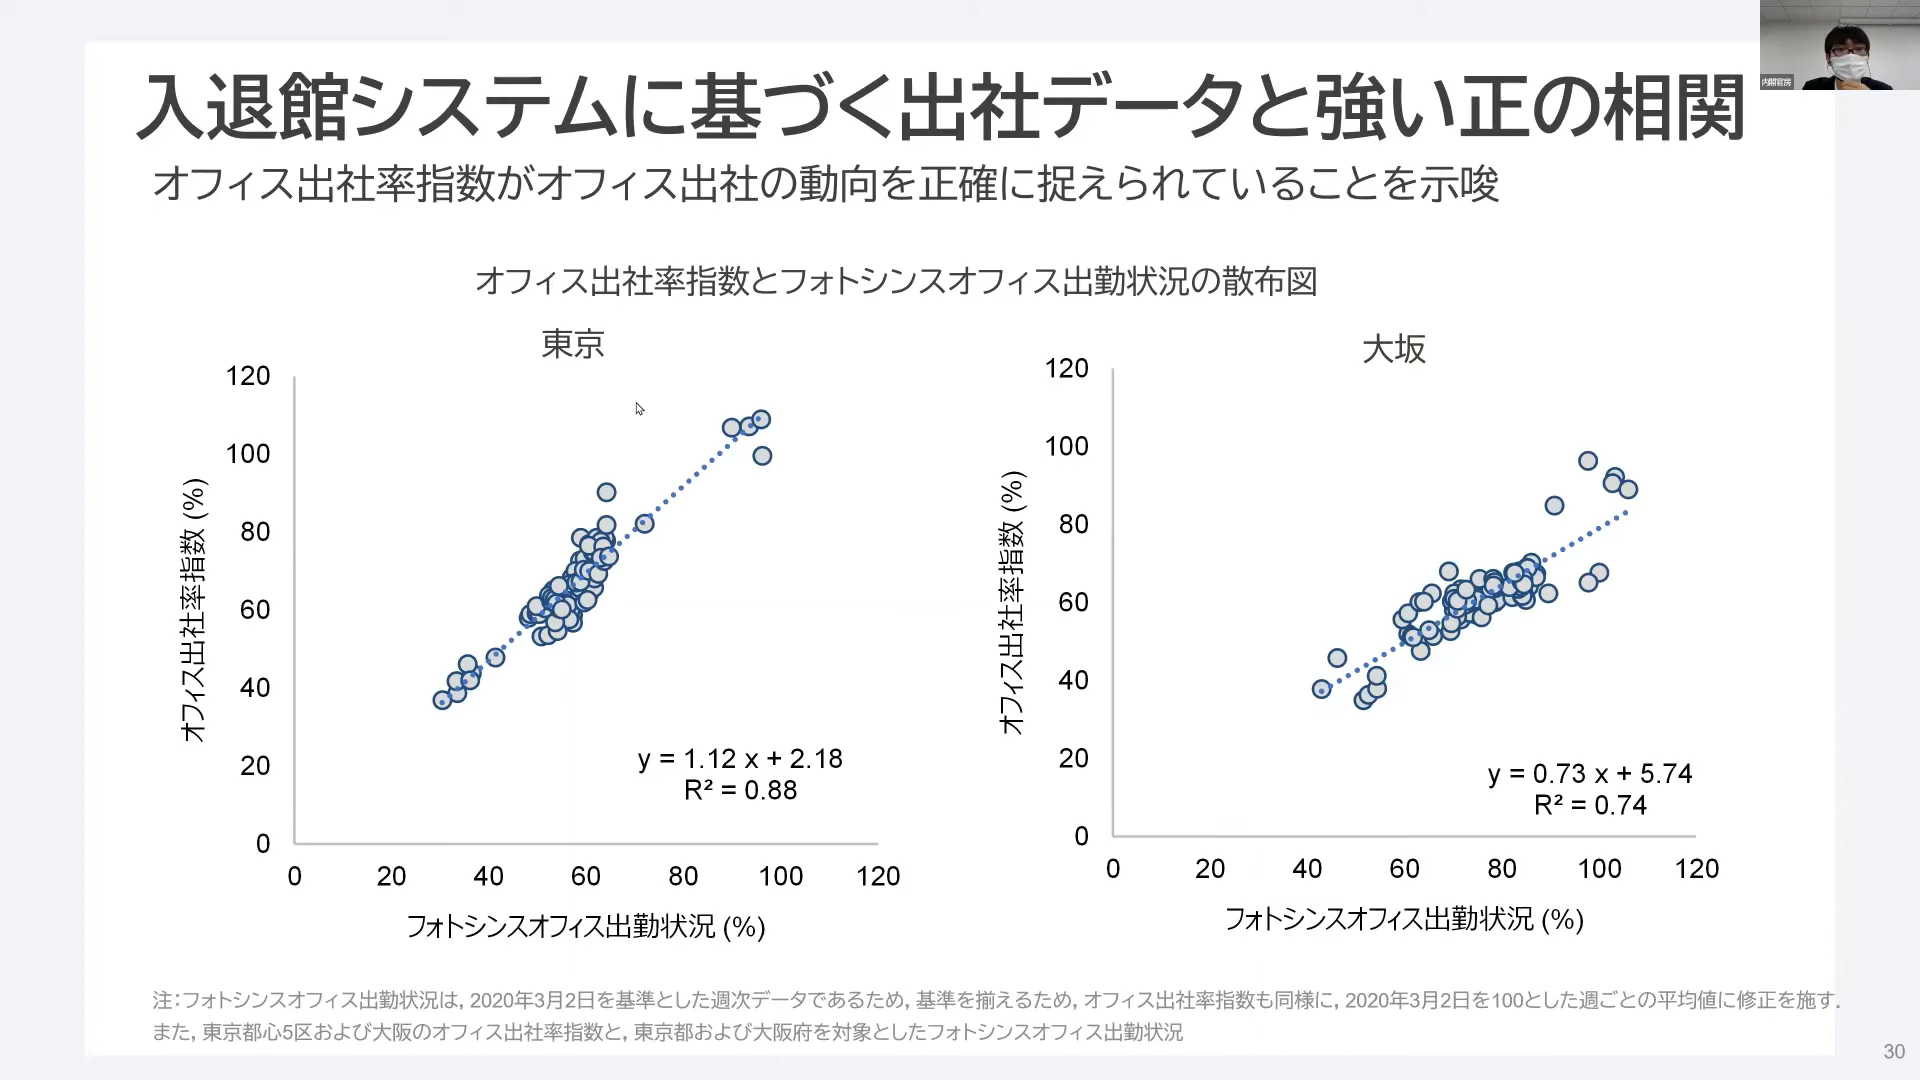 入退館システムに基づく出社データと強い正の相関
内閣官房
オフィス出社率指数がオフィス出社の動向を正確に捉えられていることを示唆
オフィス出社率指数とフォトシンスオフィス出勤状況の散布図
東京
120
100
80
60
40
20
0
オフィス出社率指数 (%)
y = 1.12 x + 2.18
R² = 0.88
0 20 40 60 80 100 120
フォトシンスオフィス出勤状況 (%)
大坂
120
100
80
60
40
20
0
オフィス出社率指数 (%)
y = 0.73 x + 5.74
R² = 0.74
0 20 40 60 80 100 120
フォトシンスオフィス出勤状況 (%)
注：フォトシンスオフィス出勤状況は, 2020年3月2日を基準とした週次データであるため, 基準を揃えるため, オフィス出社率指数も同様に, 2020年3月2日を100とした週ごとの平均値に修正を施す.
また, 東京都心5区および大阪のオフィス出社率指数と, 東京都および大阪府を対象としたフォトシンスオフィス出勤状況
30